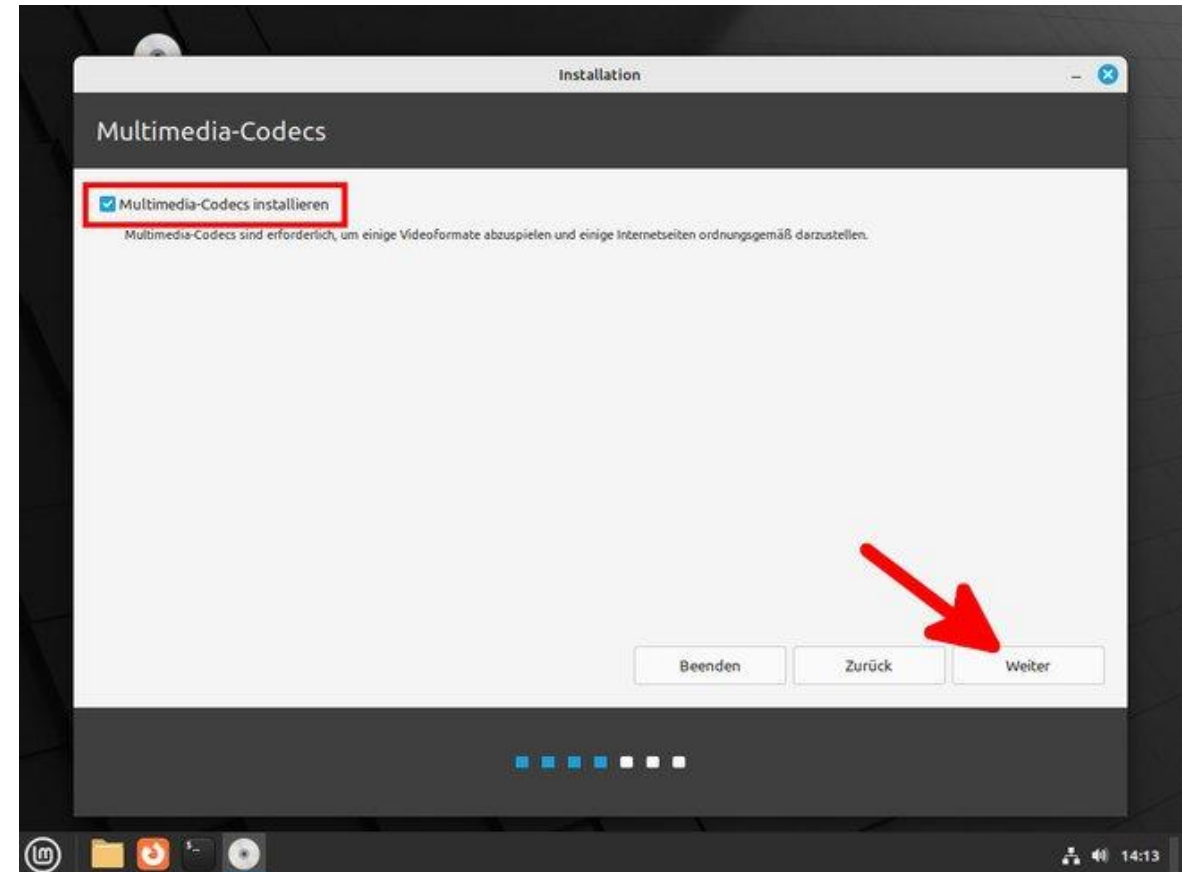 Installation
Multimedia-Codecs
Multimedia-Codecs installieren
Multimedia-Codecs sind erforderlich, um einige Videoformate abzuspielen und einige Internetseiten ordnungsgemäß darzustellen.
Beenden Zurück Weiter
$_
14:13